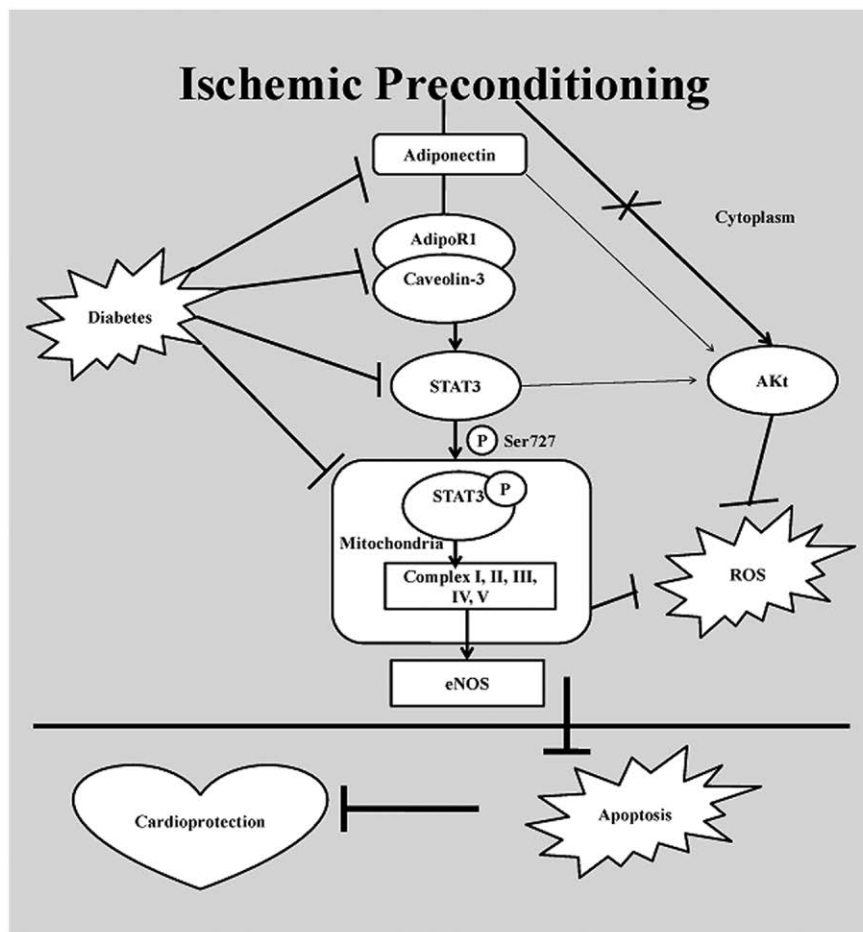 Ischemic Preconditioning
Adiponectin
Cytoplasm
AdipoR1
Caveolin-3
Diabetes
STAT3
AKt
P Ser727
STAT3 P
Mitochondria
Complex I, II, III,
IV, V
ROS
eNOS
Cardioprotection
Apoptosis